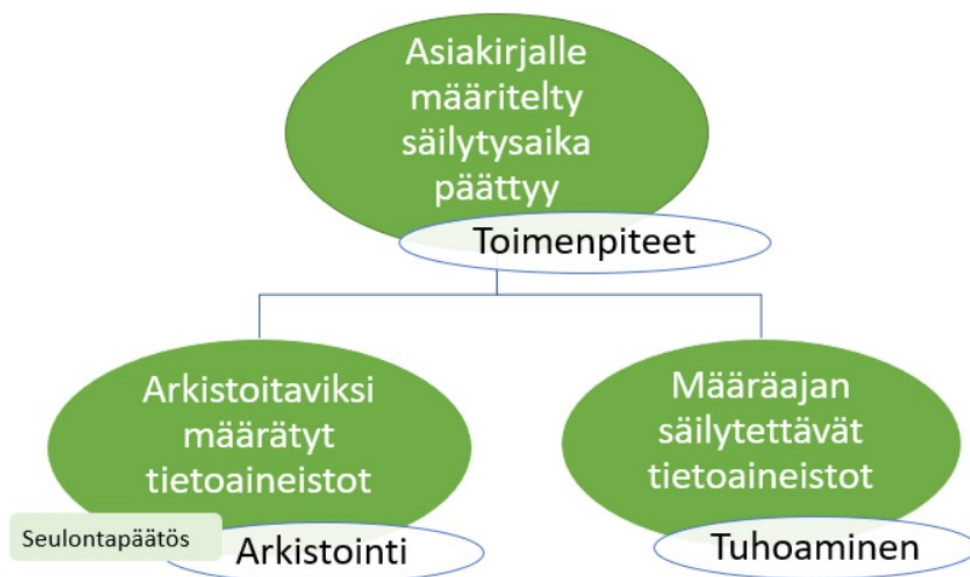 Asiakirjalle
määritelty
säilytysaika
päättyy
Toimenpiteet
Arkistoitaviksi
määrätyt
tietoaineistot
Seulontapäätös
Arkistointi
Määräajan
säilytettävät
tietoaineistot
Tuhoaminen